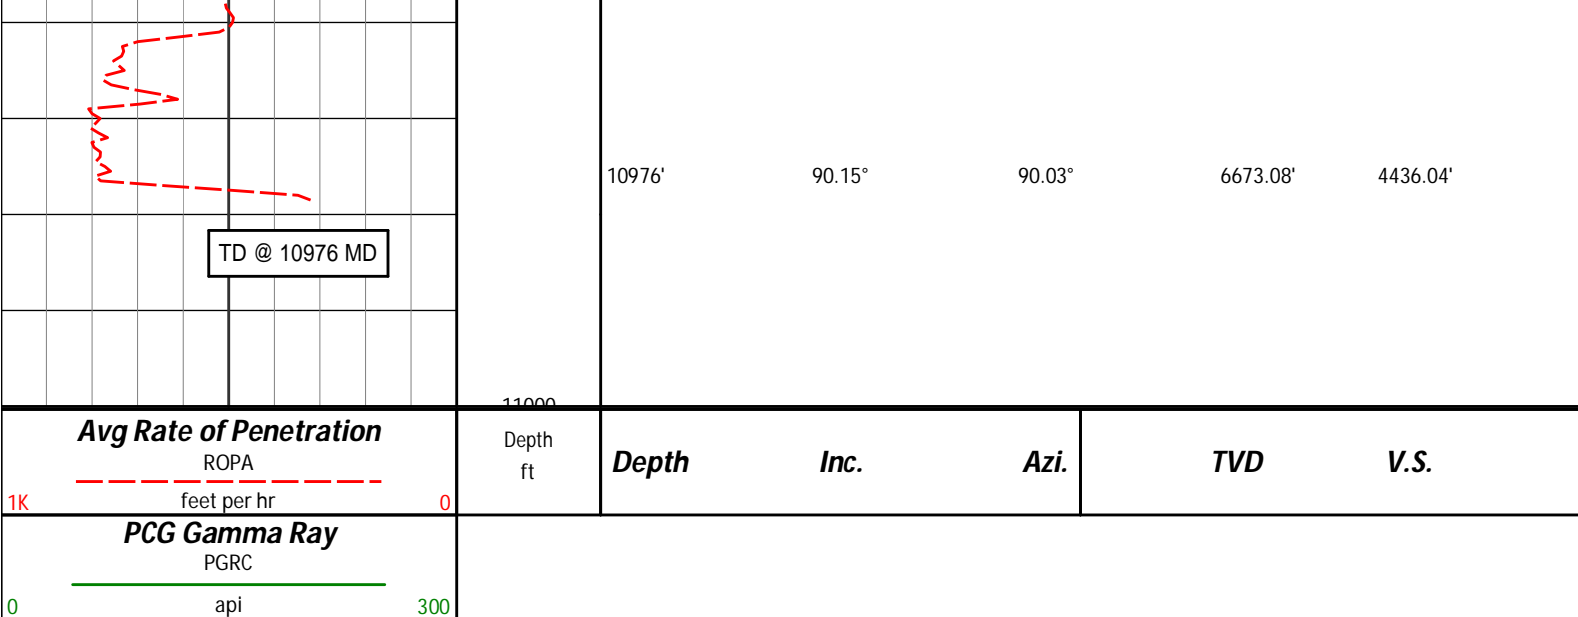 10976' 90.15° 90.03° 6673.08' 4436.04'
TD @ 10976 MD
11000
Avg Rate of Penetration
ROPA
1K feet per hr 0
Depth
ft
Depth Inc. Azi. TVD V.S.
PCG Gamma Ray
PGRC
0 api 300